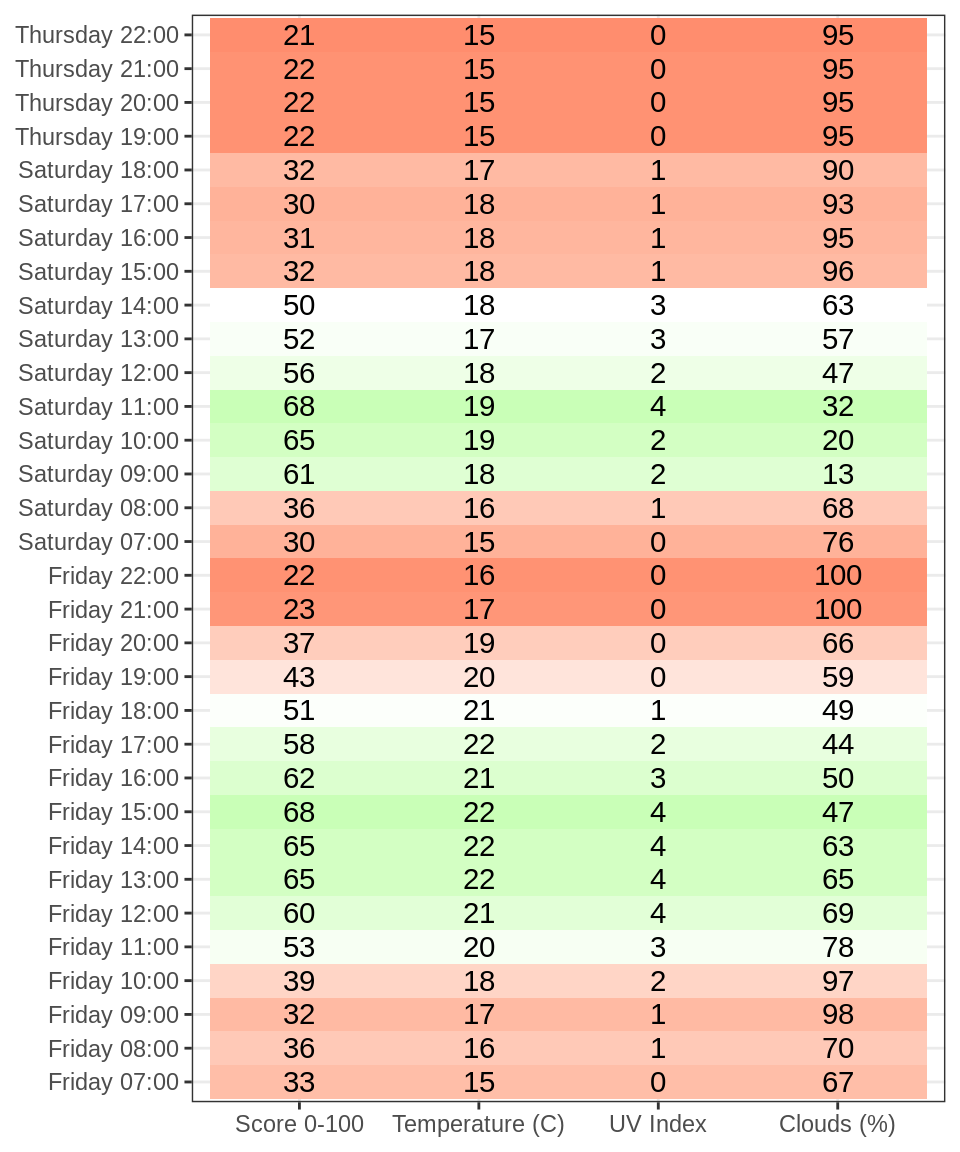 Thursday 22:00 21 15 0 95
Thursday 21:00 22 15 0 95
Thursday 20:00 22 15 0 95
Thursday 19:00 22 15 0 95
Saturday 18:00 32 17 1 90
Saturday 17:00 30 18 1 93
Saturday 16:00 31 18 1 95
Saturday 15:00 32 18 1 96
Saturday 14:00 50 18 3 63
Saturday 13:00 52 17 3 57
Saturday 12:00 56 18 2 47
Saturday 11:00 68 19 4 32
Saturday 10:00 65 19 2 20
Saturday 09:00 61 18 2 13
Saturday 08:00 36 16 1 68
Saturday 07:00 30 15 0 76
Friday 22:00 22 16 0 100
Friday 21:00 23 17 0 100
Friday 20:00 37 19 0 66
Friday 19:00 43 20 0 59
Friday 18:00 51 21 1 49
Friday 17:00 58 22 2 44
Friday 16:00 62 21 3 50
Friday 15:00 68 22 4 47
Friday 14:00 65 22 4 63
Friday 13:00 65 22 4 65
Friday 12:00 60 21 4 69
Friday 11:00 53 20 3 78
Friday 10:00 39 18 2 97
Friday 09:00 32 17 1 98
Friday 08:00 36 16 1 70
Friday 07:00 33 15 0 67
Score 0-100 Temperature (C) UV Index Clouds (%)